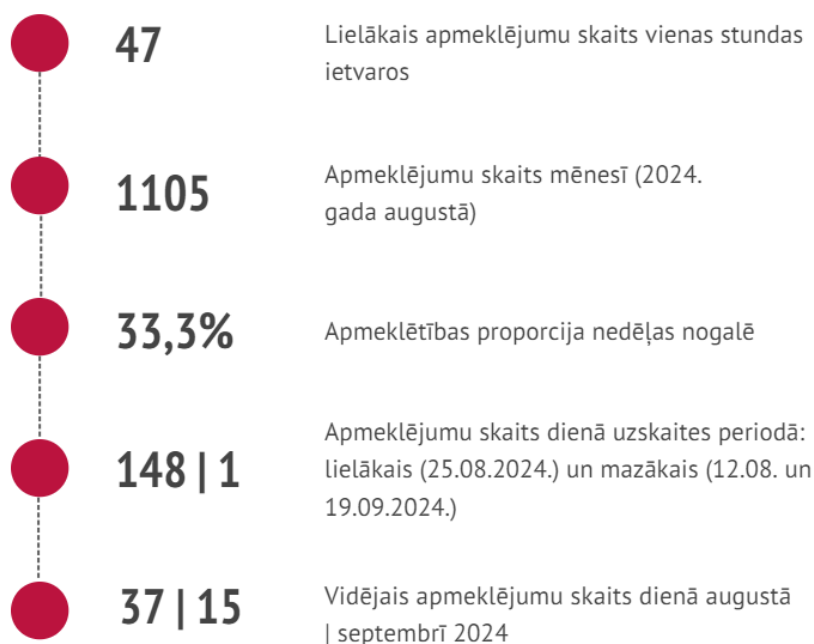 47
Lielākais apmeklējumu skaits vienas stundas
ietvaros
1105
Apmeklējumu skaits mēnesī (2024.
gada augustā)
33,3%
Apmeklētības proporcija nedēļas nogalē
148 | 1
Apmeklējumu skaits dienā uzskaites periodā:
lielākais (25.08.2024.) un mazākais (12.08. un
19.09.2024.)
37 | 15
Vidējais apmeklējumu skaits dienā augustā
| septembrī 2024